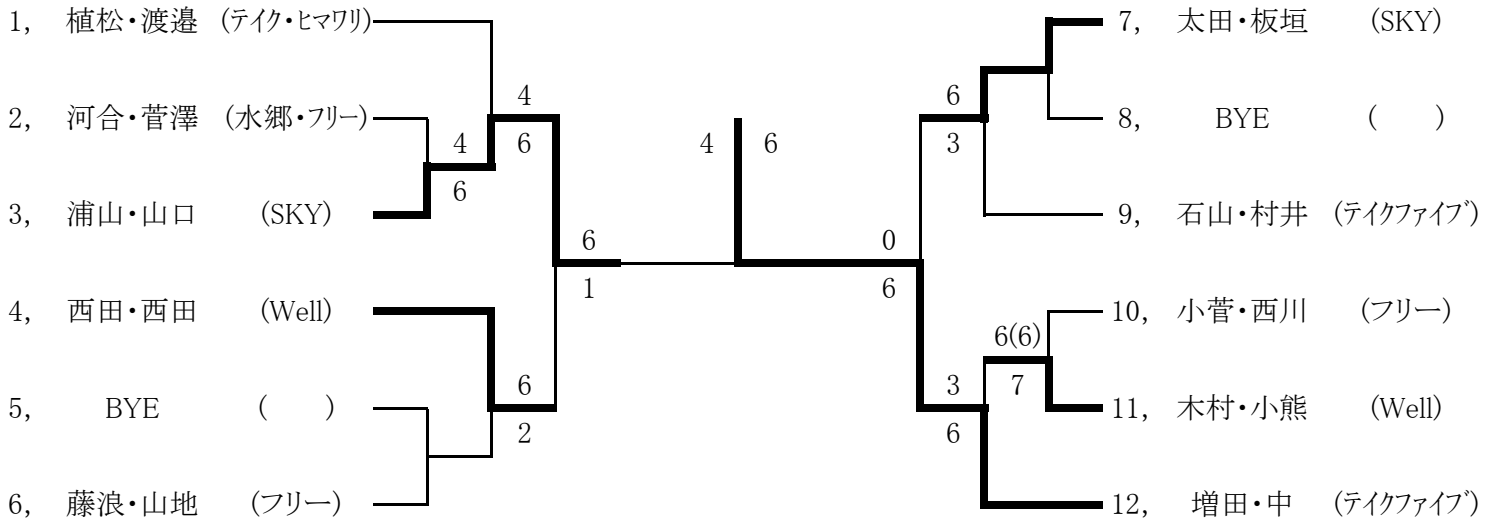 1, 植松・渡邉 (テイク・ヒマワリ)
2, 河合・菅澤 (水郷・フリー)
3, 浦山・山口 (SKY)
4, 西田・西田 (Well)
5, BYE ( )
6, 藤浪・山地 (フリー)
4
6
4
6
6
1
6
2
4 6
7, 太田・板垣 (SKY)
8, BYE ( )
9, 石山・村井 (テイクファイブ)
10, 小菅・西川 (フリー)
11, 木村・小熊 (Well)
12, 増田・中 (テイクファイブ)
6
3
0
6
6(6)
7
3
6